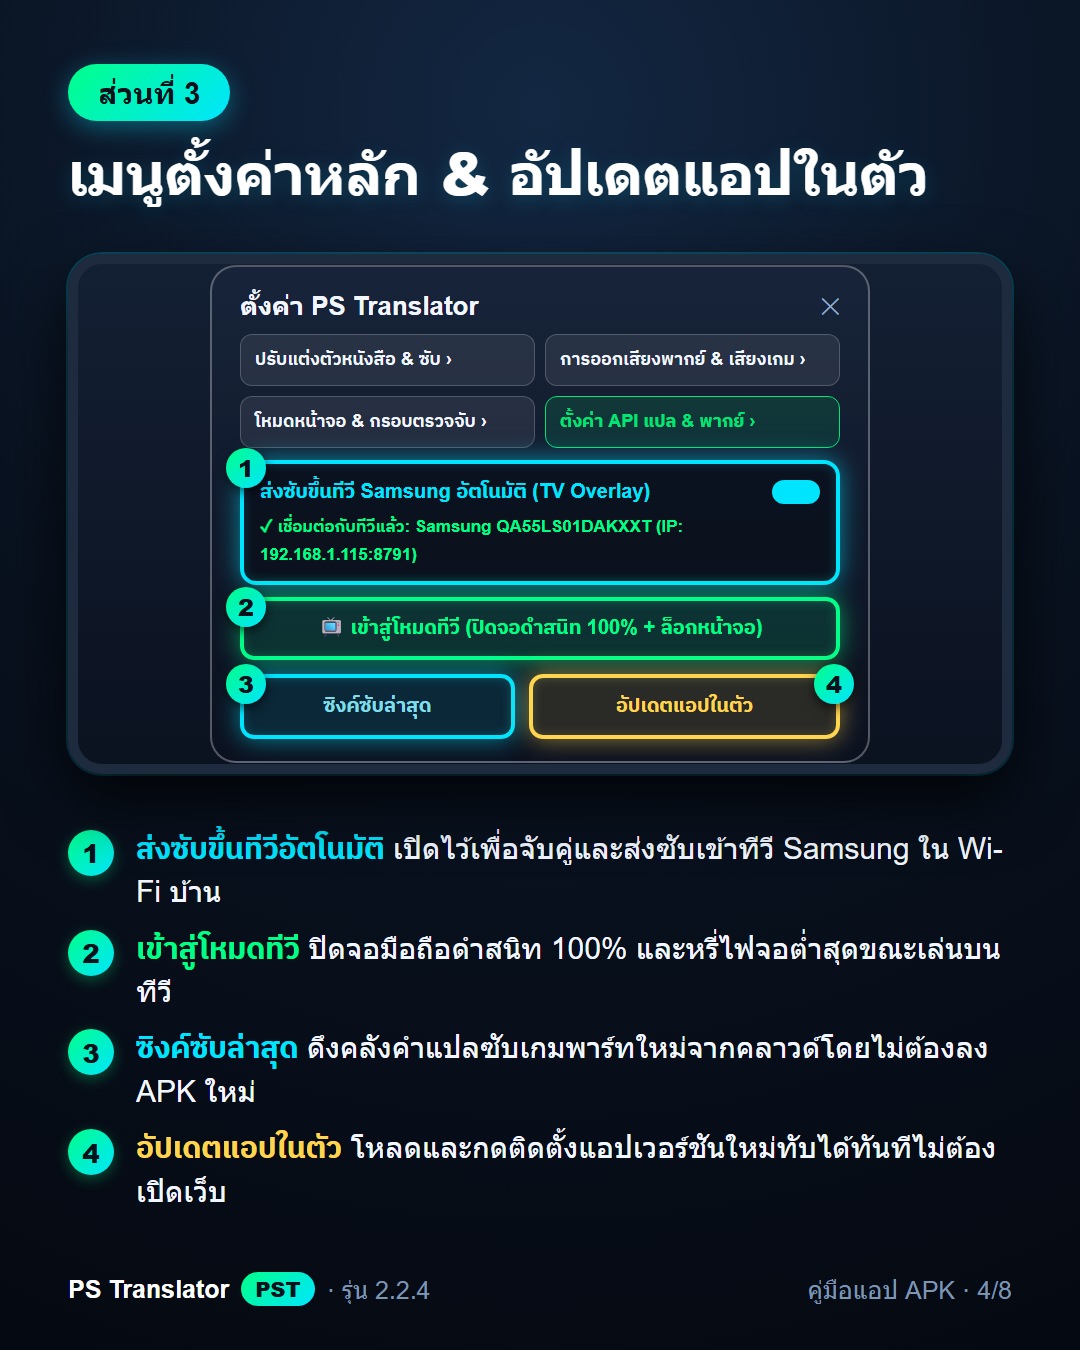 ส่วนที่ 3
เมนูตั้งค่าหลัก & อัปเดตแอปในตัว
ตั้งค่า PS Translator
ปรับแต่งตัวหนังสือ & ซับ ›
การออกเสียงพากย์ & เสียงเกม ›
โหมดหน้าจอ & กรอบตรวจจับ ›
ตั้งค่า API แปล & พากย์ ›
1
ส่งซับขึ้นทีวี Samsung อัตโนมัติ (TV Overlay)
✓ เชื่อมต่อกับทีวีแล้ว: Samsung QA55LS01DAKXXT (IP:
192.168.1.115:8791)
2
📺 เข้าสู่โหมดทีวี (ปิดจอดำสนิท 100% + ล็อกหน้าจอ)
3
ซิงค์ซับล่าสุด
4
อัปเดตแอปในตัว
1 ส่งซับขึ้นทีวีอัตโนมัติ เปิดไว้เพื่อจับคู่และส่งซับเข้าทีวี Samsung ใน Wi-
Fi บ้าน
2 เข้าสู่โหมดทีวี ปิดจอมือถือดำสนิท 100% และหรี่ไฟจอต่ำสุดขณะเล่นบน
ทีวี
3 ซิงค์ซับล่าสุด ดึงคลังคำแปลซับเกมพาร์ทใหม่จากคลาวด์โดยไม่ต้องลง
APK ใหม่
4 อัปเดตแอปในตัว โหลดและกดติดตั้งแอปเวอร์ชันใหม่ทับได้ทันทีไม่ต้อง
เปิดเว็บ
PS Translator PST · รุ่น 2.2.4
คู่มือแอป APK · 4/8